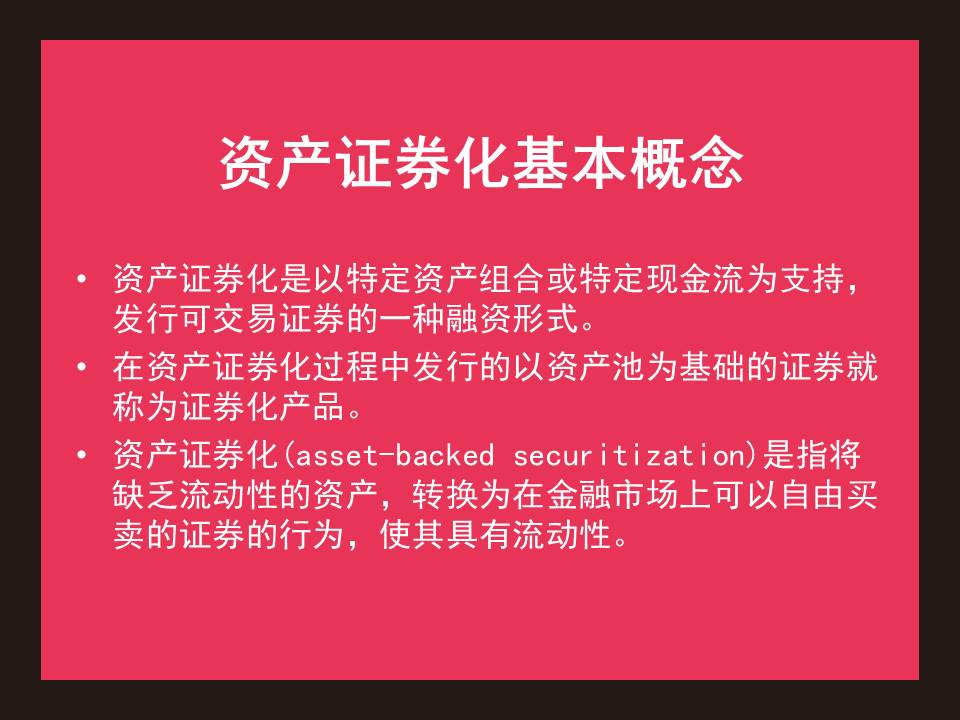 资产证券化基本概念
• 资产证券化是以特定资产组合或特定现金流为支持，
发行可交易证券的一种融资形式。
• 在资产证券化过程中发行的以资产池为基础的证券就
称为证券化产品。
• 资产证券化(asset-backed securitization)是指将
缺乏流动性的资产，转换为在金融市场上可以自由买
卖的证券的行为，使其具有流动性。